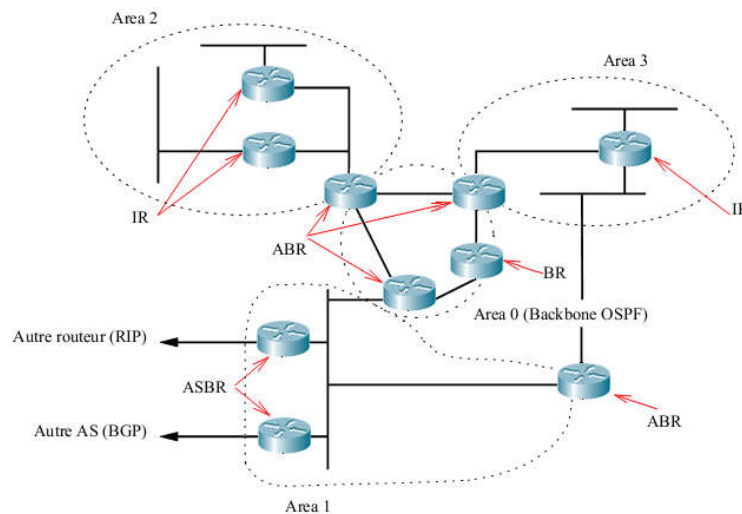 Area 2
Area 3
IR
IR
ABR
BR
Area 0 (Backbone OSPF)
Autre routeur (RIP)
ASBR
ABR
Autre AS (BGP)
Area 1